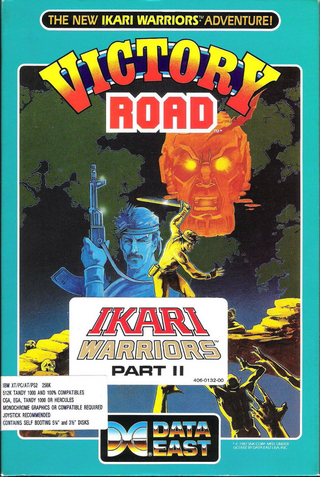 THE NEW IKARI WARRIORS™ ADVENTURE!
VICTORY
ROAD
IKARI
WARRIORS™
PART II
406-0132-00
IBM XT/PC/AT/PS2 256K
512K TANDY 1000 AND 100% COMPATIBLES
CGA, EGA, TANDY 1000 OR HERCULES
MONOCHROME GRAPHICS OR COMPATIBLE REQUIRED
JOYSTICK RECOMMENDED
CONTAINS SELF BOOTING 5¼" and 3½" DISKS
DATA
EAST